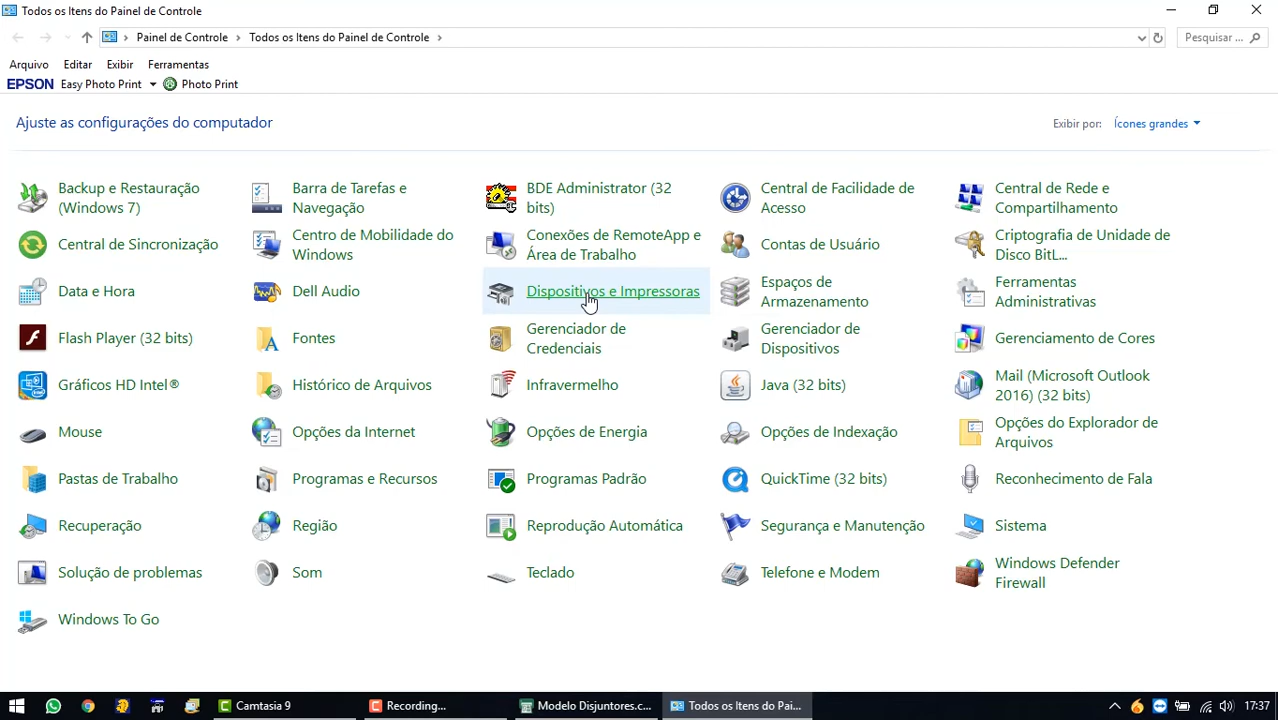 Todos os Itens do Painel de Controle
Painel de Controle
Todos os Itens do Painel de Controle
Pesquisar ...
Arquivo Editar Exibir Ferramentas
EPSON Easy Photo Print Photo Print
Ajuste as configurações do computador
Exibir por: Ícones grandes
Backup e Restauração
(Windows 7)
Barra de Tarefas e
Navegação
BDE Administrator (32
bits)
Central de Facilidade de
Acesso
Central de Rede e
Compartilhamento
Central de Sincronização
Centro de Mobilidade do
Windows
Conexões de RemoteApp e
Área de Trabalho
Contas de Usuário
Criptografia de Unidade de
Disco BitL...
Data e Hora
Dell Audio
Dispositivos e Impressoras
Espaços de
Armazenamento
Ferramentas
Administrativas
Flash Player (32 bits)
Fontes
Gerenciador de
Credenciais
Gerenciador de
Dispositivos
Gerenciamento de Cores
Gráficos HD Intel®
Histórico de Arquivos
Infravermelho
Java (32 bits)
Mail (Microsoft Outlook
2016) (32 bits)
Mouse
Opções da Internet
Opções de Energia
Opções de Indexação
Opções do Explorador de
Arquivos
Pastas de Trabalho
Programas e Recursos
Programas Padrão
QuickTime (32 bits)
Reconhecimento de Fala
Recuperação
Região
Reprodução Automática
Segurança e Manutenção
Sistema
Solução de problemas
Som
Teclado
Telefone e Modem
Windows Defender
Firewall
Windows To Go
Camtasia 9
Recording...
Modelo Disjuntores.c...
Todos os Itens do Pai...
17:37